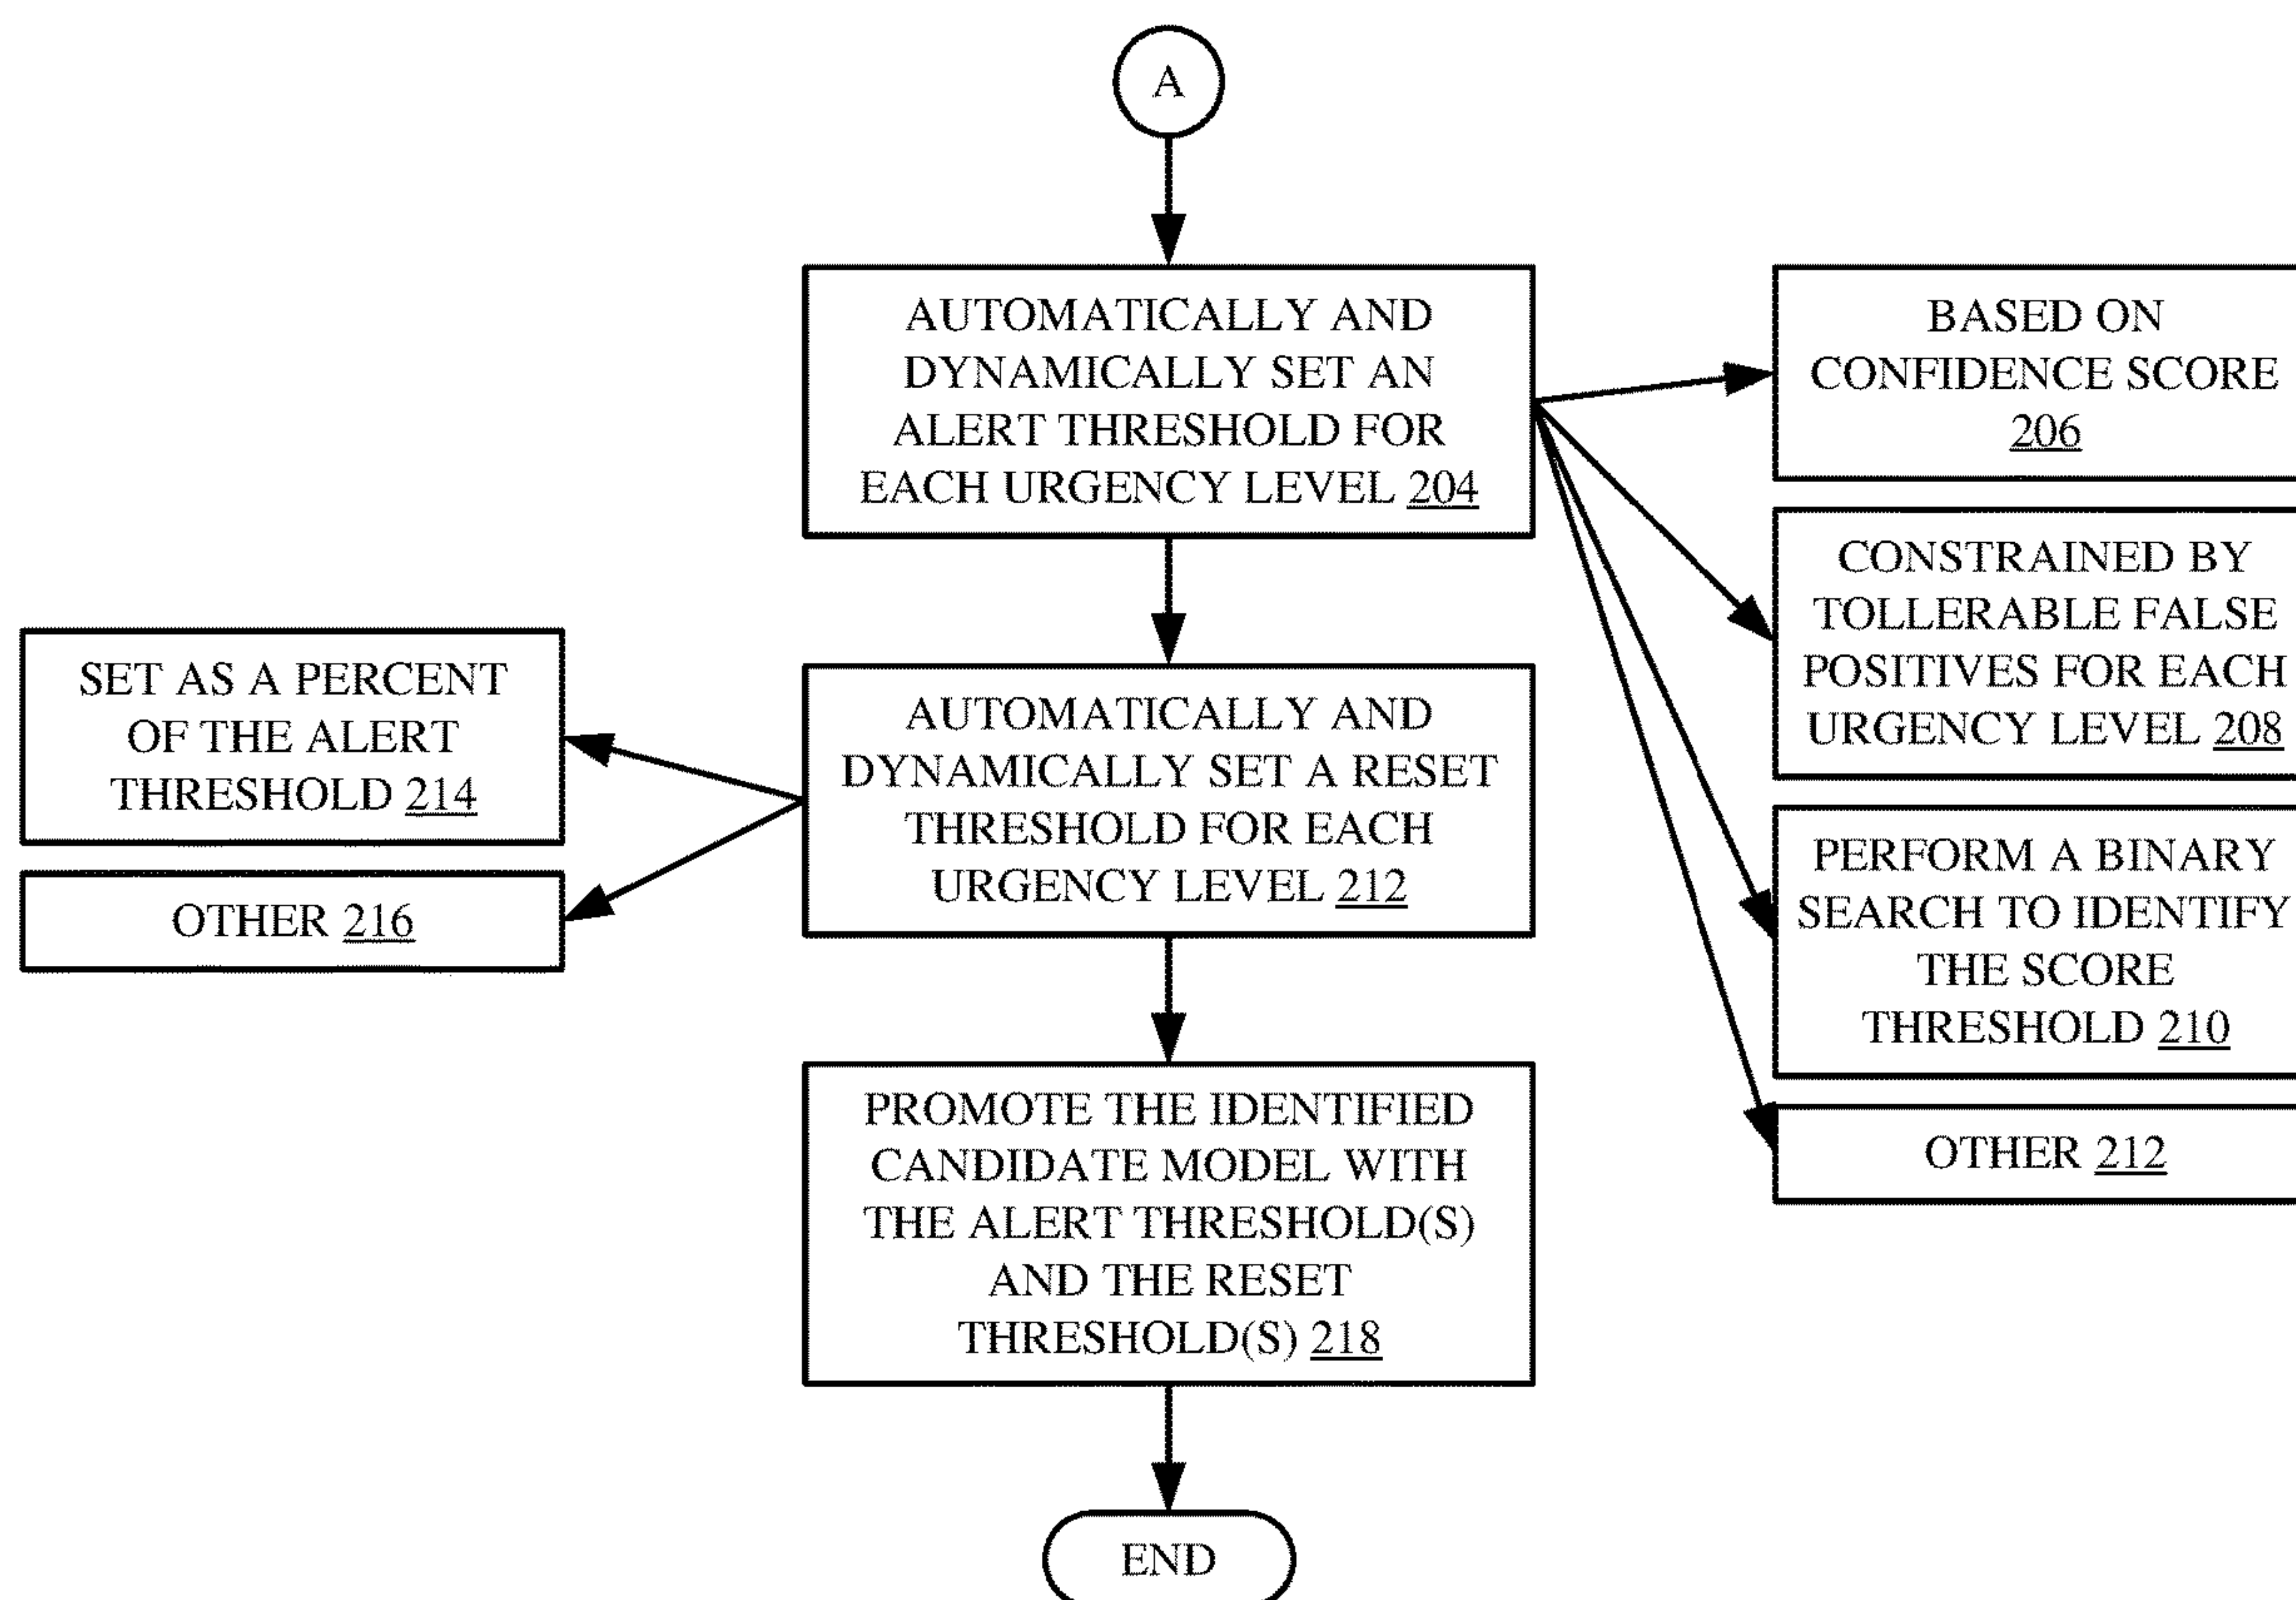 A
AUTOMATICALLY AND
DYNAMICALLY SET AN
ALERT THRESHOLD FOR
EACH URGENCY LEVEL 204
BASED ON
CONFIDENCE SCORE
206
CONSTRAINED BY
TOLLERABLE FALSE
POSITIVES FOR EACH
URGENCY LEVEL 208
PERFORM A BINARY
SEARCH TO IDENTIFY
THE SCORE
THRESHOLD 210
OTHER 212
AUTOMATICALLY AND
DYNAMICALLY SET A RESET
THRESHOLD FOR EACH
URGENCY LEVEL 212
SET AS A PERCENT
OF THE ALERT
THRESHOLD 214
OTHER 216
PROMOTE THE IDENTIFIED
CANDIDATE MODEL WITH
THE ALERT THRESHOLD(S)
AND THE RESET
THRESHOLD(S) 218
END